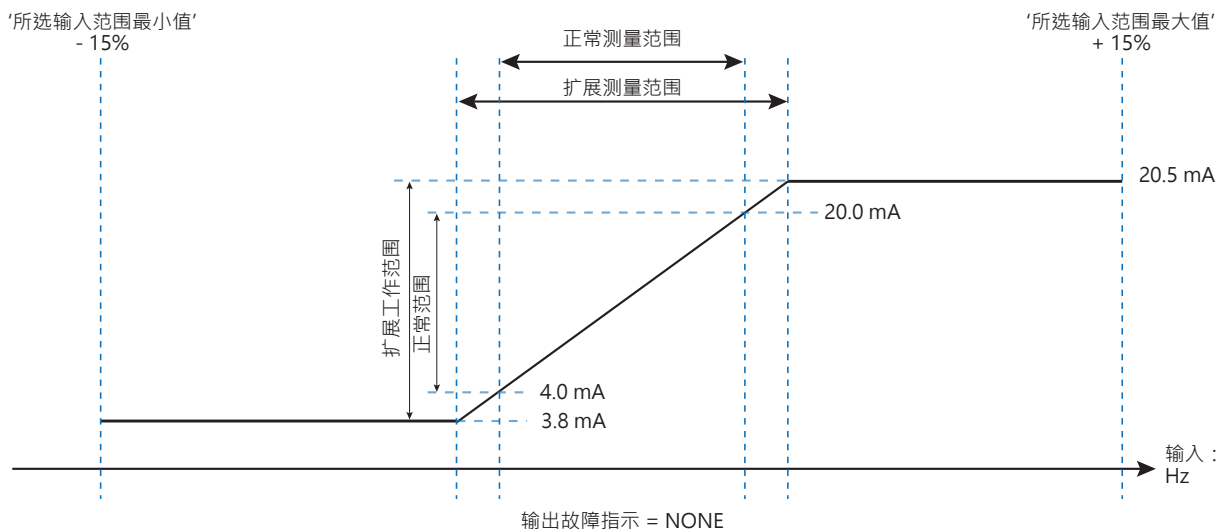 '所选输入范围最小值'
- 15%
'所选输入范围最大值'
+ 15%
正常测量范围
扩展测量范围
20.5 mA
20.0 mA
扩展工作范围
正常范围
4.0 mA
3.8 mA
输入：
Hz
输出故障指示 = NONE